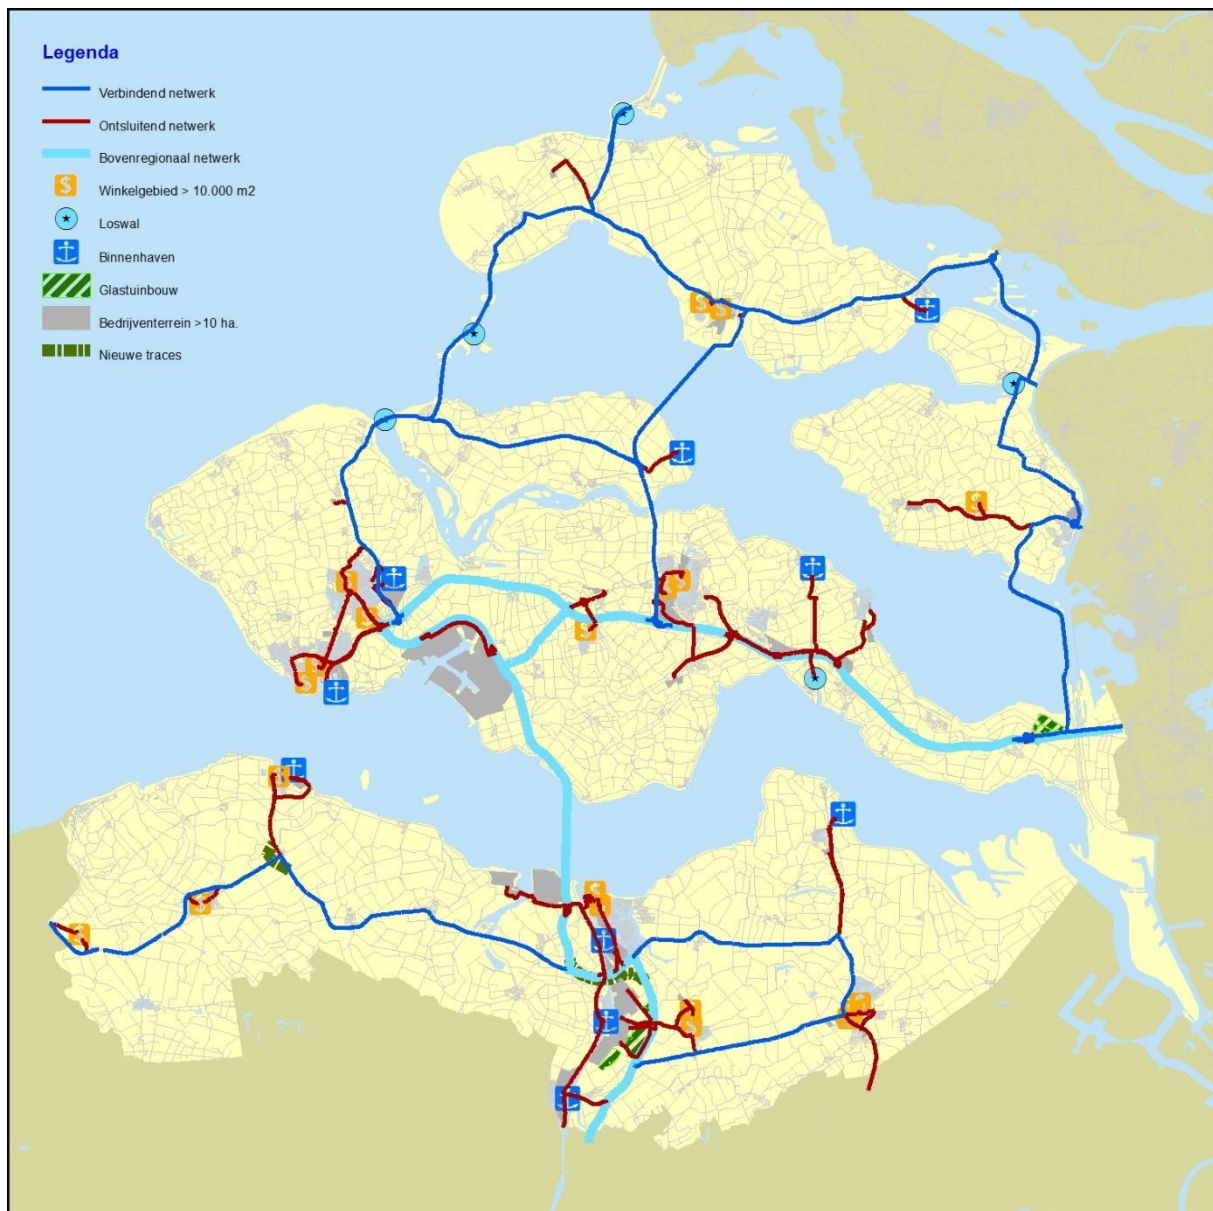 Legenda
Verbindend netwerk
Ontsluitend netwerk
Bovenregionaal netwerk
Winkelgebied > 10.000 m2
Loswal
Binnenhaven
Glastuinbouw
Bedrijventerrein >10 ha.
Nieuwe traces